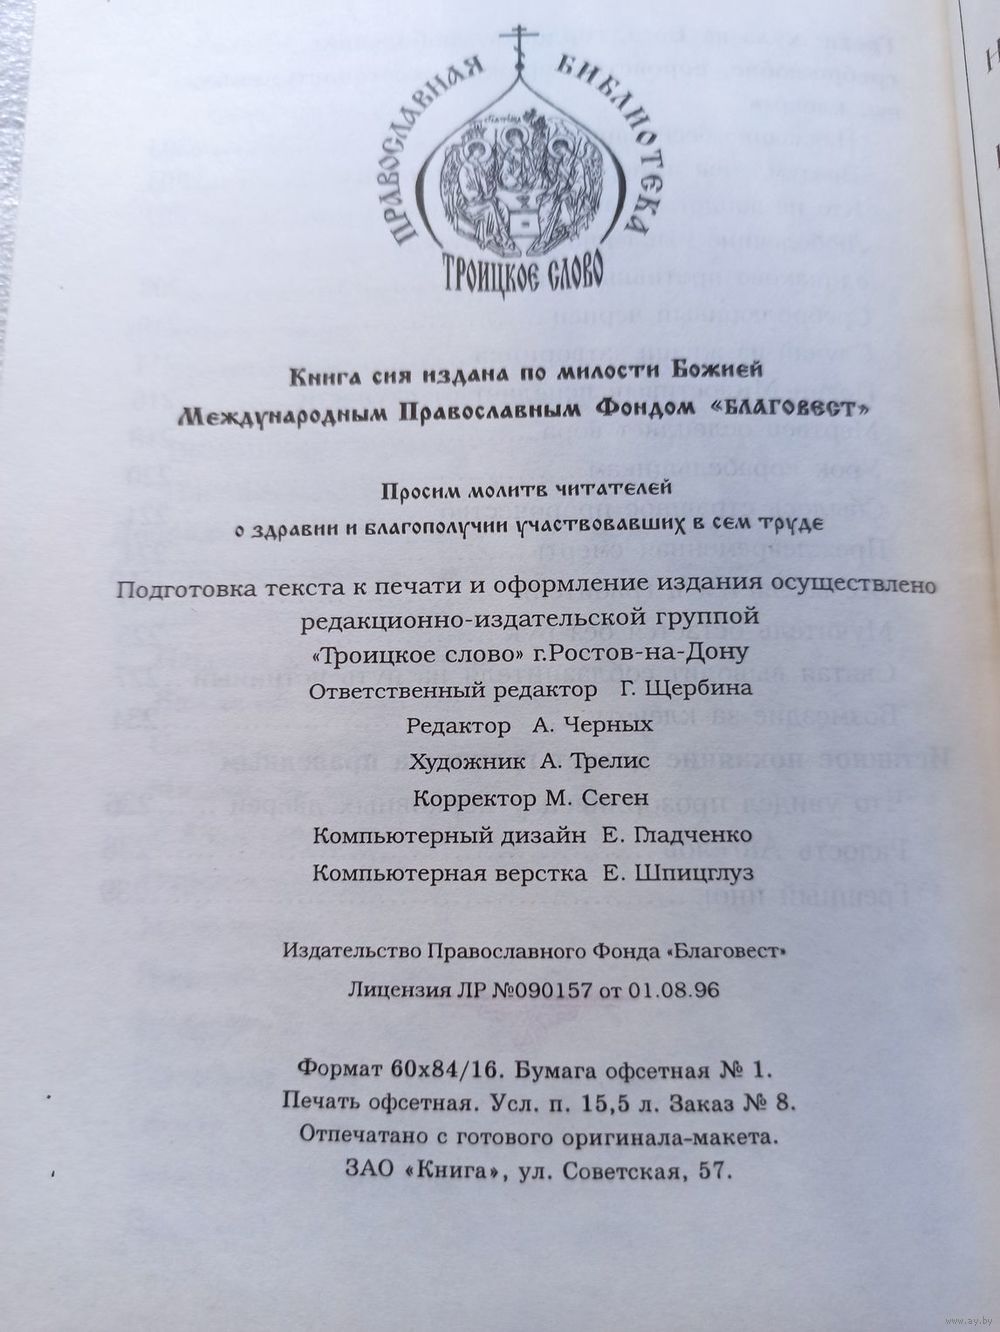 ПРАВОСЛАВНАЯ БИБЛИОТЕКА
ТРОИЦКОЕ СЛОВО
Книга сия издана по милости Божией
Международным Православным Фондом «БЛАГОВЕСТ»
Просим молитв читателей
о здравии и благополучии участвовавших в сем труде
Подготовка текста к печати и оформление издания осуществлено
редакционно-издательской группой
«Троицкое слово» г.Ростов-на-Дону
Ответственный редактор Г. Щербина
Редактор А. Черных
Художник А. Трелис
Корректор М. Сеген
Компьютерный дизайн Е. Гладченко
Компьютерная верстка Е. Шпицглуз
Издательство Православного Фонда «Благовест»
Лицензия ЛР №090157 от 01.08.96
Формат 60х84/16. Бумага офсетная № 1.
Печать офсетная. Усл. п. 15,5 л. Заказ № 8.
Отпечатано с готового оригинала-макета.
ЗАО «Книга», ул. Советская, 57.
www.ay.by